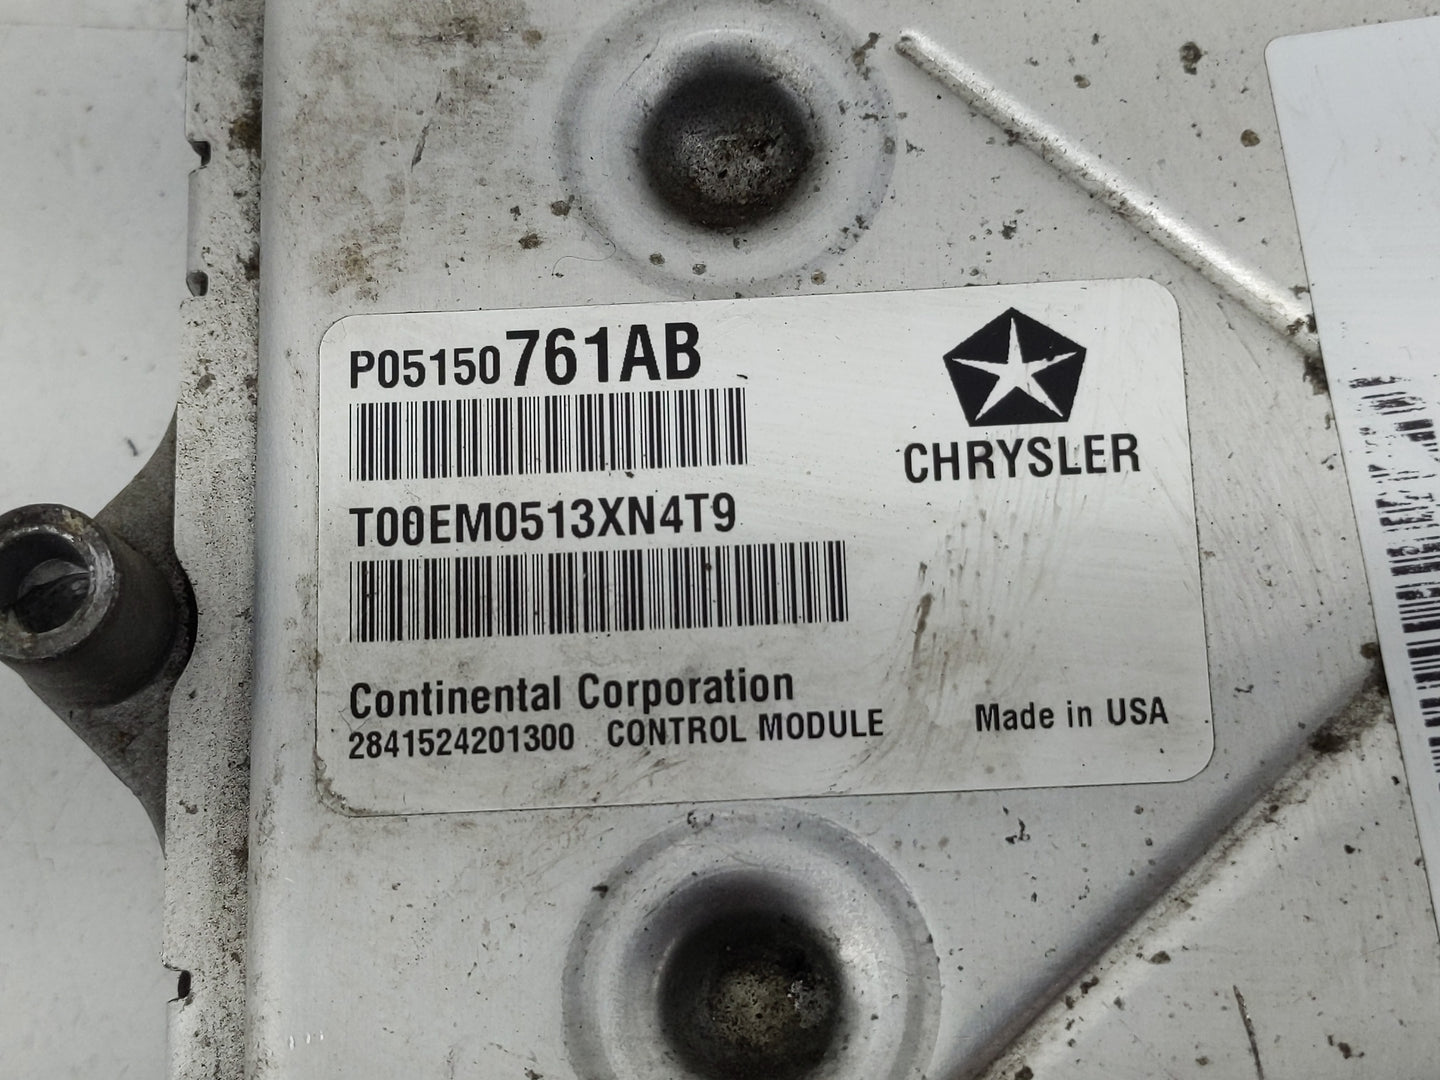 P05150761AB
CHRYSLER
T00EM0513XN4T9
Continental Corporation
2841524201300 CONTROL MODULE
Made in USA